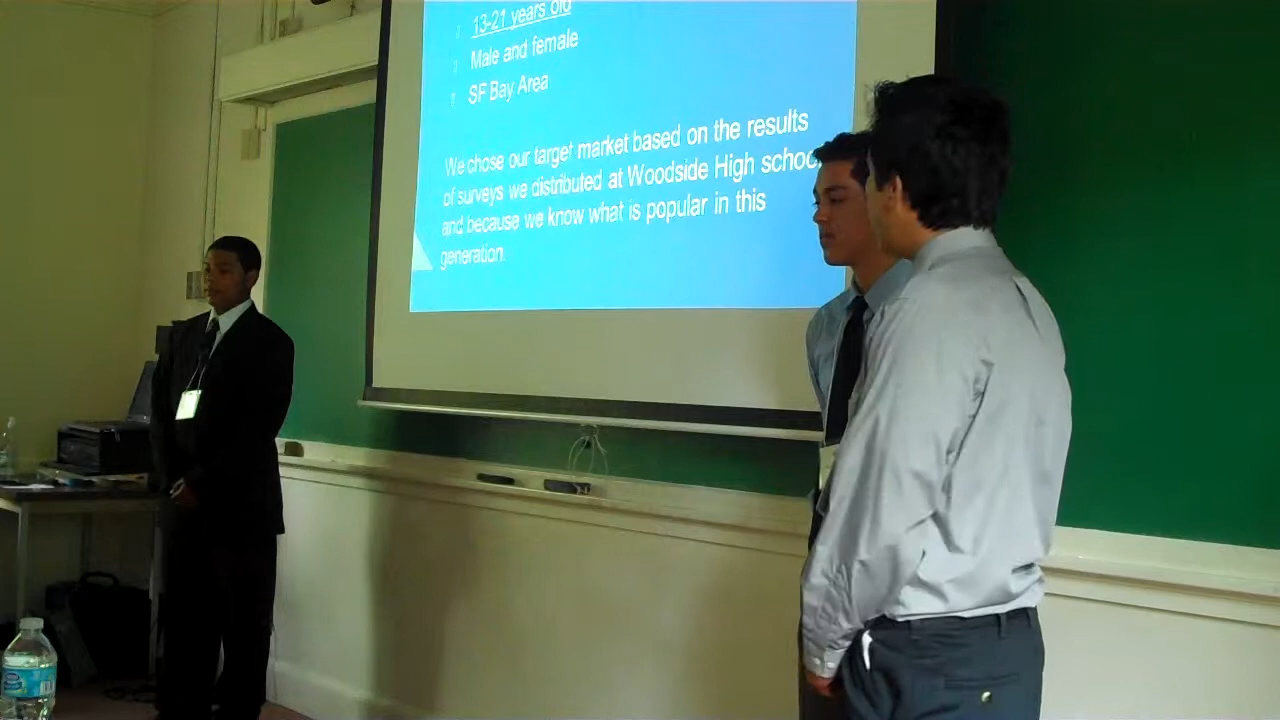 13-21 years old
Male and female
SF Bay Area
We chose our target market based on the results
of surveys we distributed at Woodside High school
and because we know what is popular in this
generation.